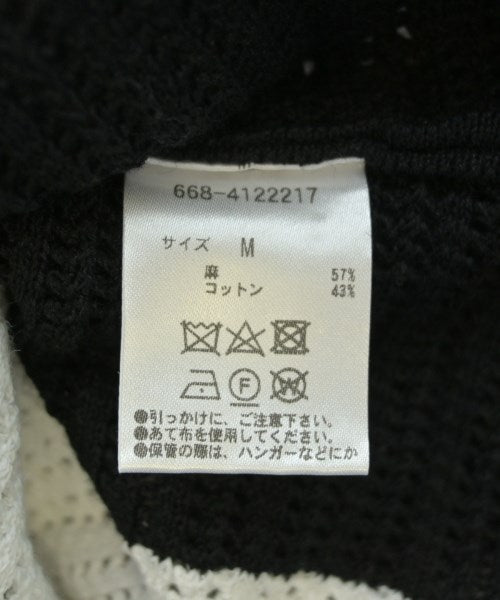 668-4122217
サイズ M
麻 57%
コットン 43%
F W
●引っかけに、ご注意下さい。
●あて布を使用してください。
●保管の際は、ハンガーなどにか